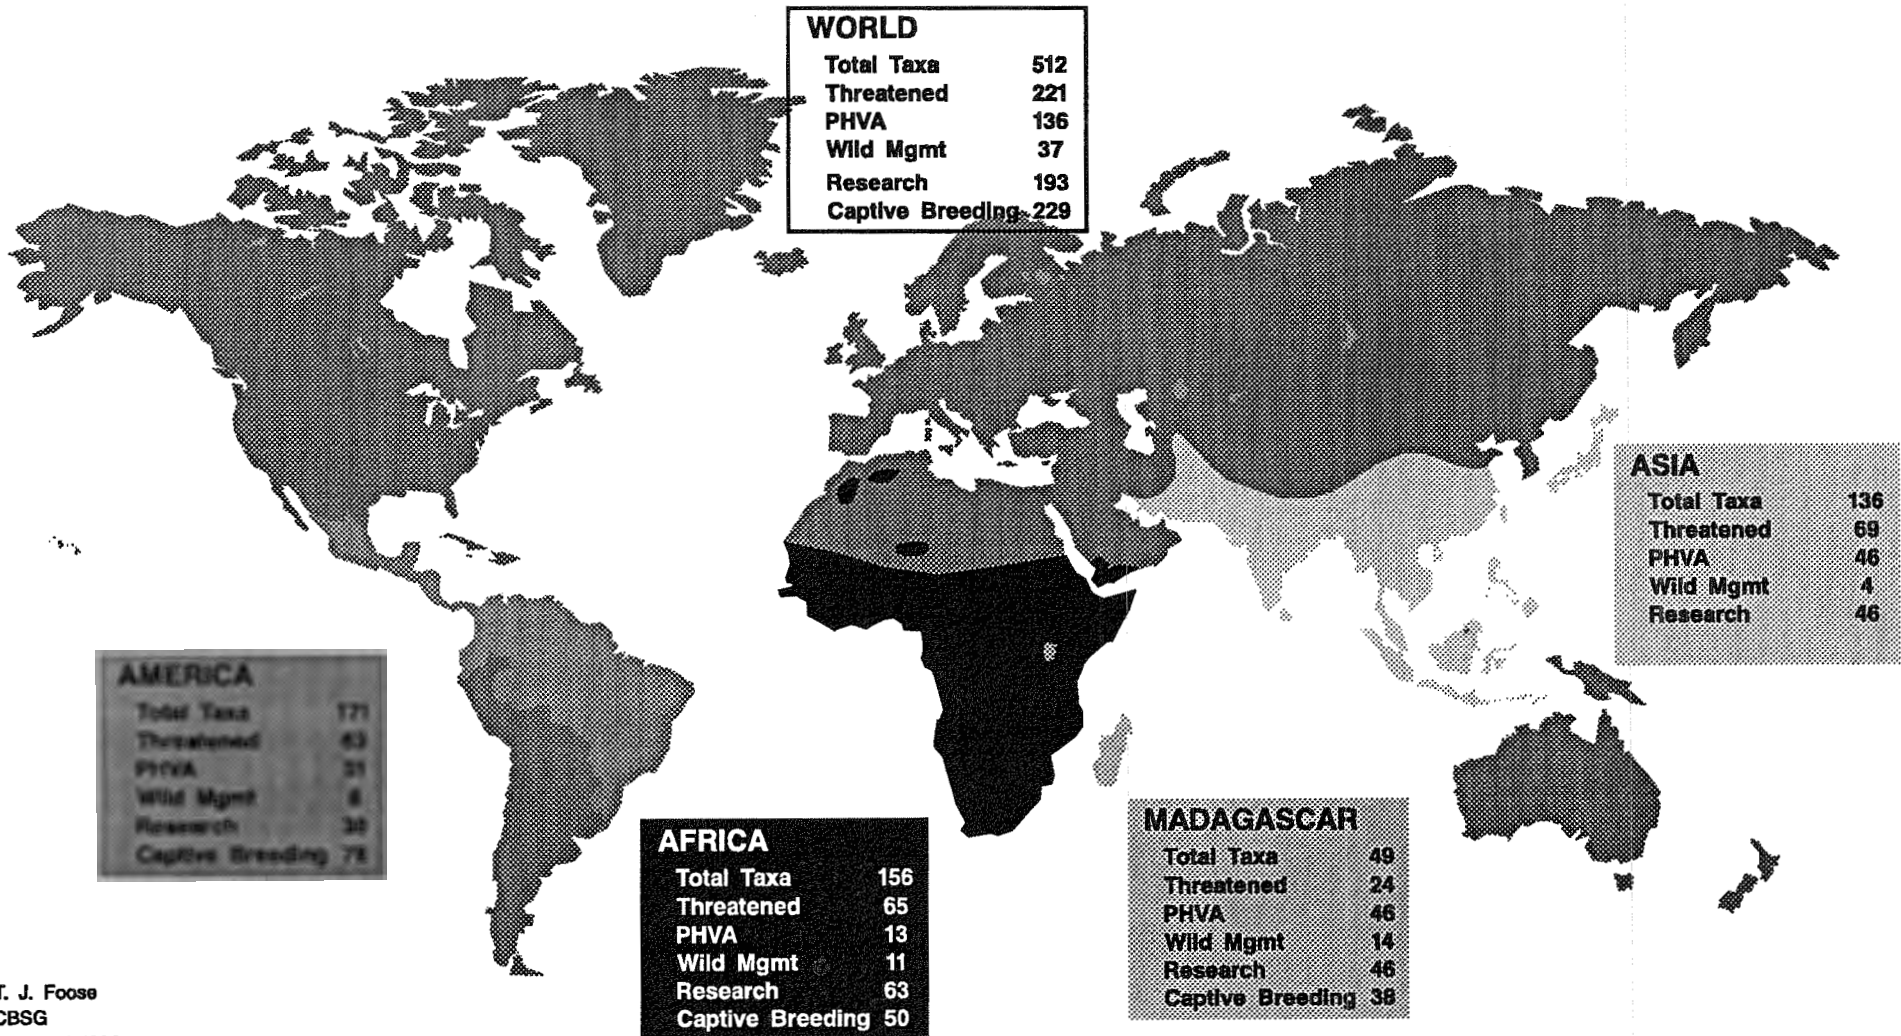 WORLD
Total Taxa 512
Threatened 221
PHVA 136
Wild Mgmt 37
Research 193
Captive Breeding 229
ASIA
Total Taxa 136
Threatened 69
PHVA 46
Wild Mgmt 4
Research 46
AMERICA
Total Taxa 171
Threatened 63
PHVA 31
Wild Mgmt
Research
Captive Breeding
AFRICA
Total Taxa 156
Threatened 65
PHVA 13
Wild Mgmt 11
Research 63
Captive Breeding 50
MADAGASCAR
Total Taxa 49
Threatened 24
PHVA 46
Wild Mgmt 14
Research 46
Captive Breeding 38
T. J. Foose
CBSG